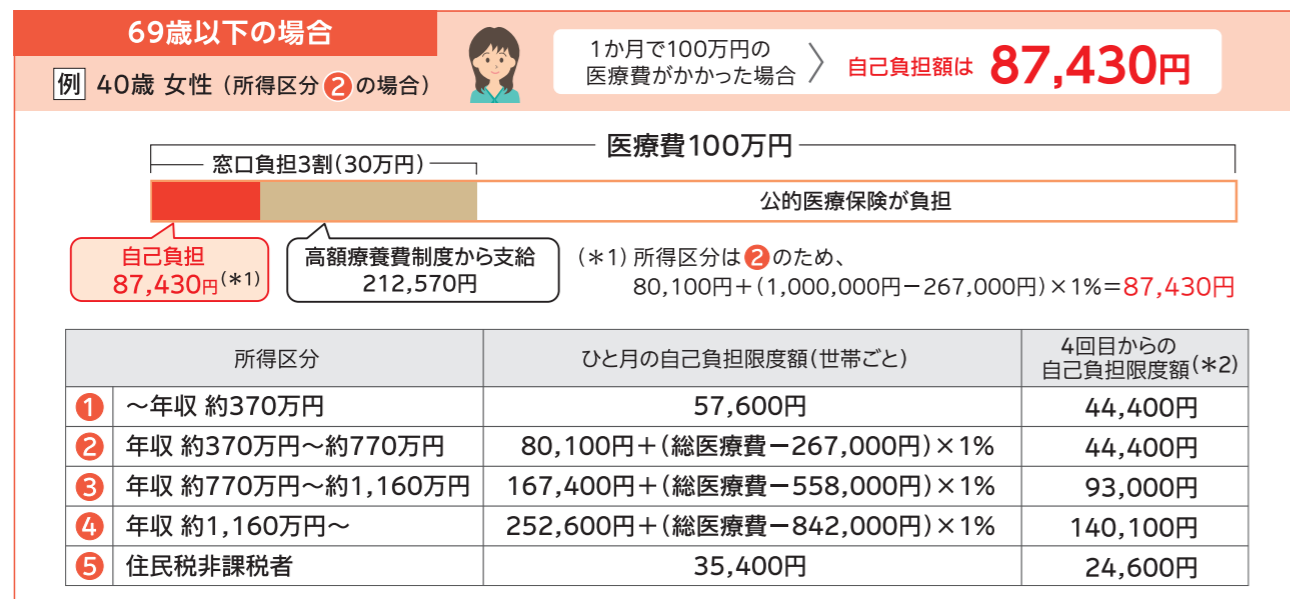 69歳以下の場合
例 40歳 女性（所得区分❷の場合）
1か月で100万円の
医療費がかかった場合
自己負担額は 87,430円
医療費100万円
窓口負担3割（30万円）
公的医療保険が負担
自己負担
87,430円（＊1）
高額療養費制度から支給
212,570円
（＊1）所得区分は❷のため、
80,100円＋（1,000,000円－267,000円）×1％＝87,430円
所得区分 ひと月の自己負担限度額（世帯ごと） 4回目からの
自己負担限度額（＊2）
❶ ～年収 約370万円 57,600円 44,400円
❷ 年収 約370万円～約770万円 80,100円＋（総医療費－267,000円）×1％ 44,400円
❸ 年収 約770万円～約1,160万円 167,400円＋（総医療費－558,000円）×1％ 93,000円
❹ 年収 約1,160万円～ 252,600円＋（総医療費－842,000円）×1％ 140,100円
❺ 住民税非課税者 35,400円 24,600円